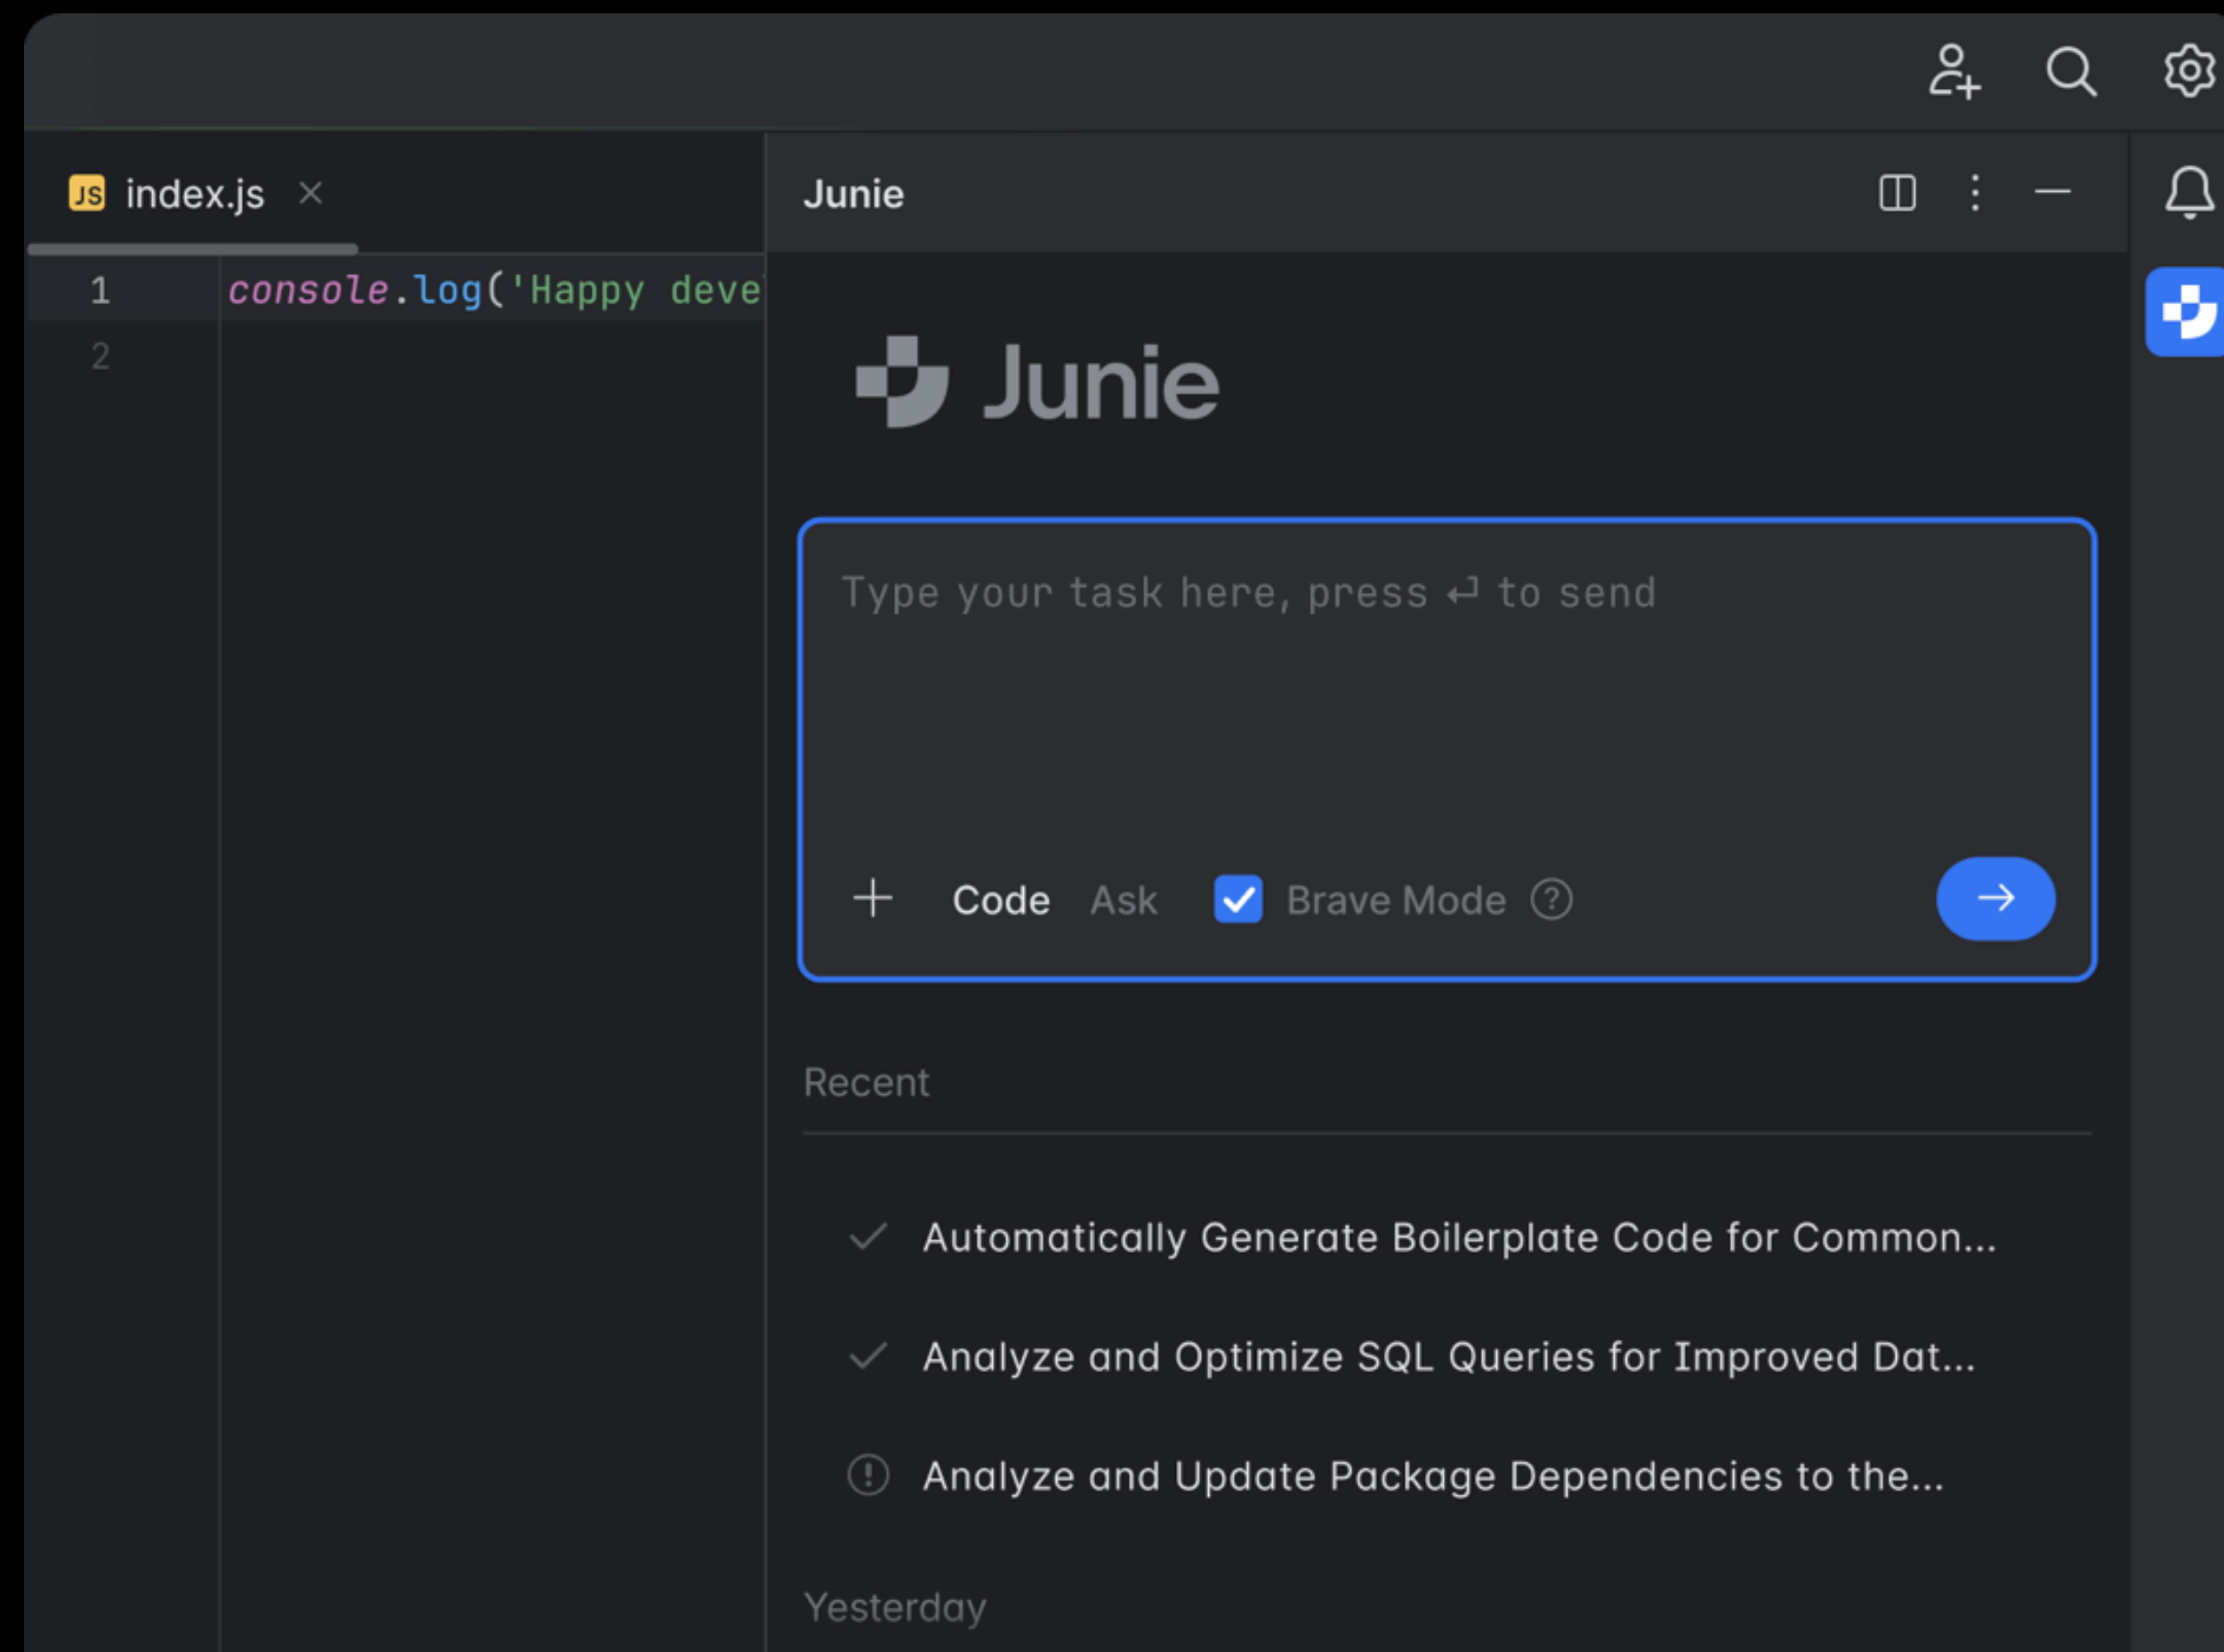 JS index.js
1 console.log('Happy deve
2
Junie
Junie
Type your task here, press ↵ to send
Code Ask Brave Mode ?
Recent
Automatically Generate Boilerplate Code for Common...
Analyze and Optimize SQL Queries for Improved Dat...
Analyze and Update Package Dependencies to the...
Yesterday